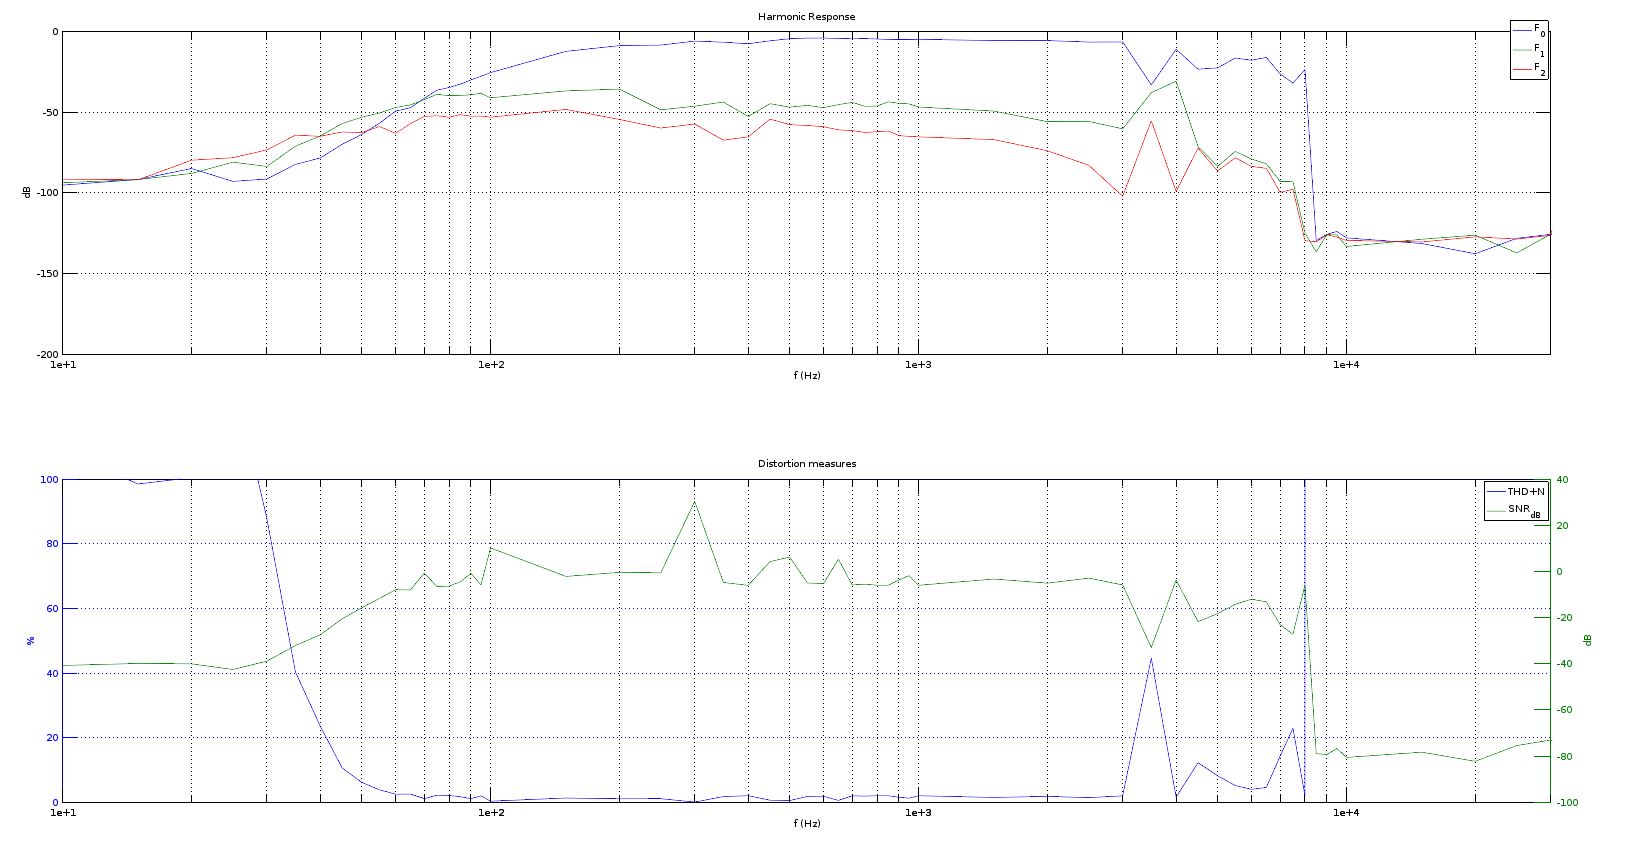 Harmonic Response
0
-50
-100
-150
-200
dB
1e+1
1e+2
1e+3
1e+4
f (Hz)
F0
F1
F2
Distortion measures
100
80
60
40
20
0
%
40
20
0
-20
-40
-60
-80
-100
dB
THD+N
SNRdB
1e+1
1e+2
1e+3
1e+4
f (Hz)